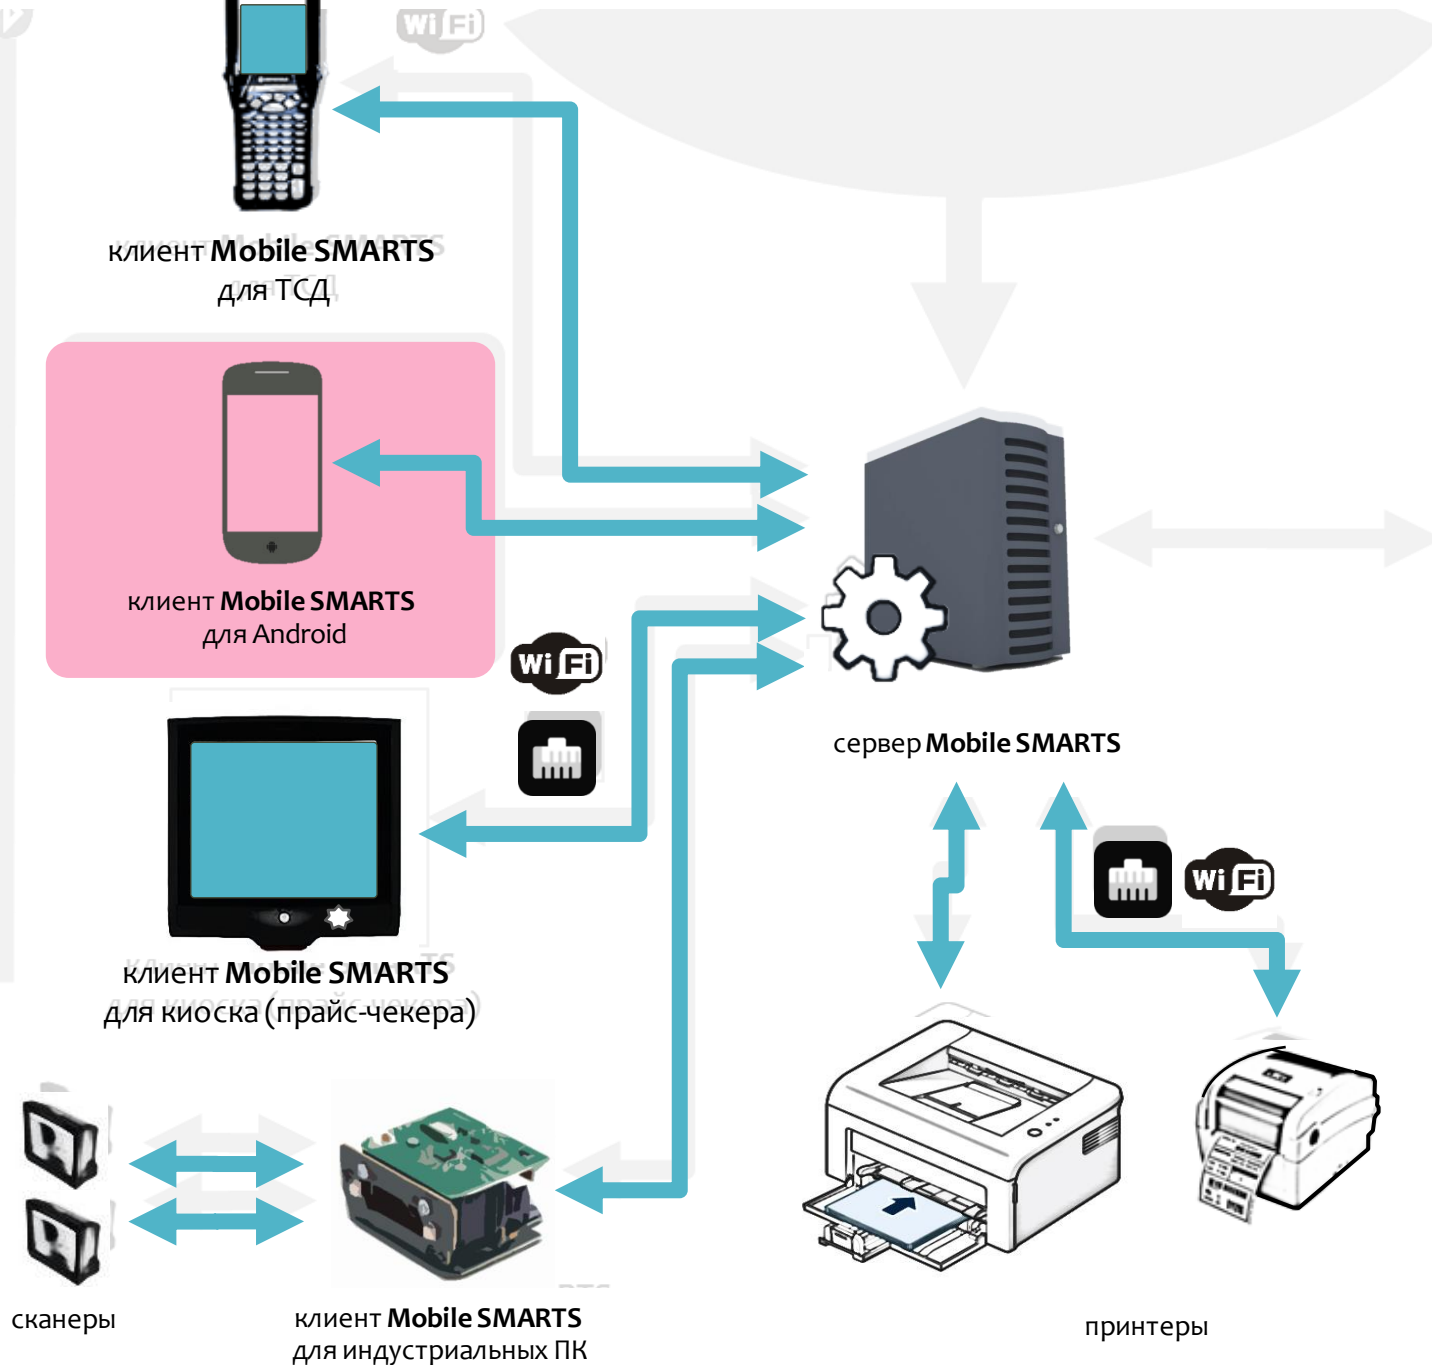 Wi Fi
клиент Mobile SMARTS
для ТСД
клиент Mobile SMARTS
для Android
Wi Fi
сервер Mobile SMARTS
Wi Fi
клиент Mobile SMARTS
для киоска (прайс-чекера)
сканеры
клиент Mobile SMARTS
для индустриальных ПК
принтеры